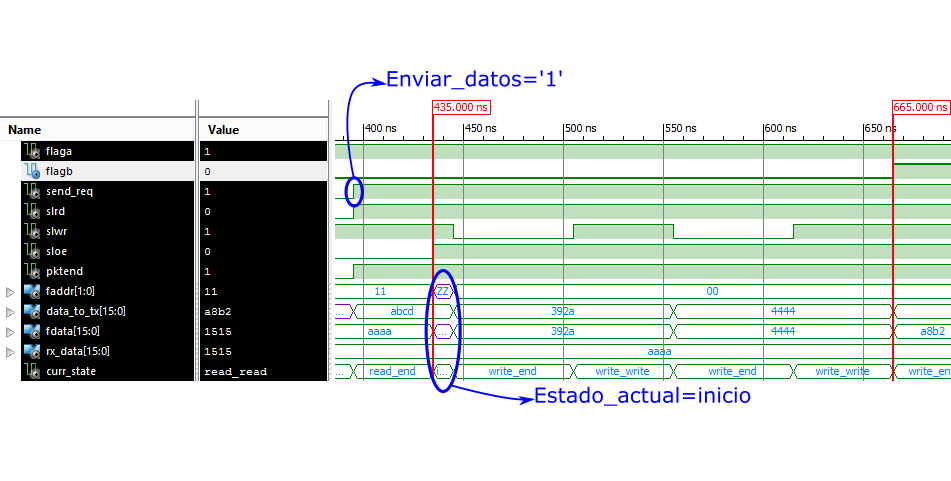 Enviar_datos='1'
435.000 ns 665.000 ns
Name Value 400 ns 450 ns 500 ns 550 ns 600 ns 650 ns
flaga 1
flagb 0
send_req 1
slrd 0
slwr 1
sloe 0
pktend 1
faddr[1:0] 11 11 ZZ 00
data_to_tx[15:0] a8b2 ... abcd 392a 4444
fdata[15:0] 1515 aaaa ... 392a 4444 a8b2
rx_data[15:0] 1515 aaaa
curr_state read_read ... read_end i... write_end write_write write_end write_write write_en
Estado_actual=inicio